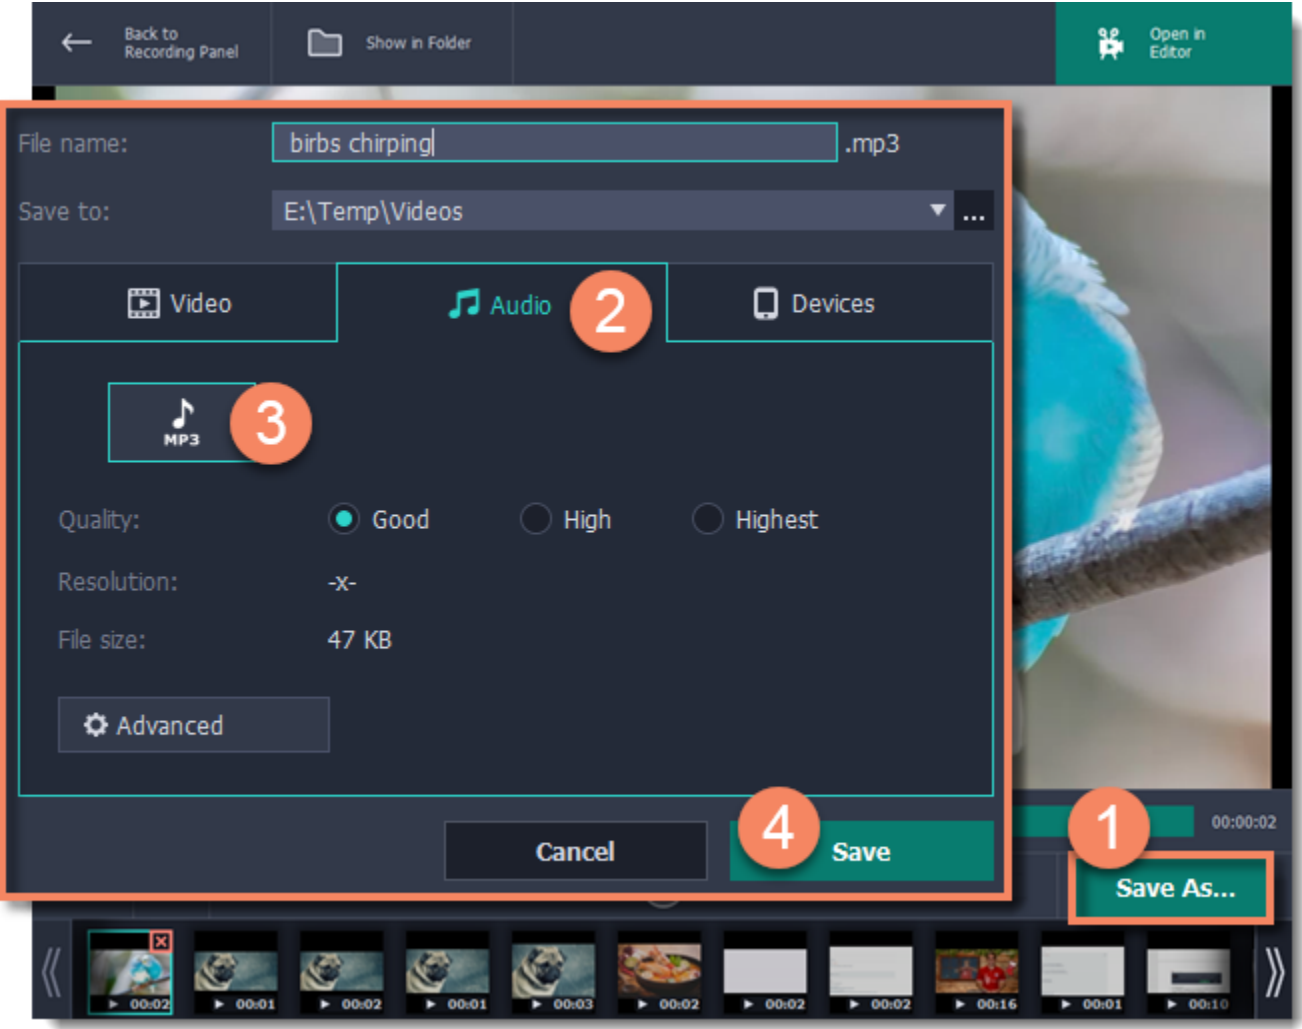 Back to
Recording Panel
Show in Folder
Open in
Editor
File name:
birbs chirping
.mp3
Save to:
E:\Temp\Videos
...
Video
Audio
2
Devices
MP3
3
Quality:
Good
High
Highest
Resolution:
-x-
File size:
47 KB
Advanced
00:00:02
1
Cancel
4
Save
Save As...
00:02
00:01
00:02
00:01
00:03
00:02
00:02
00:02
00:16
00:01
00:10